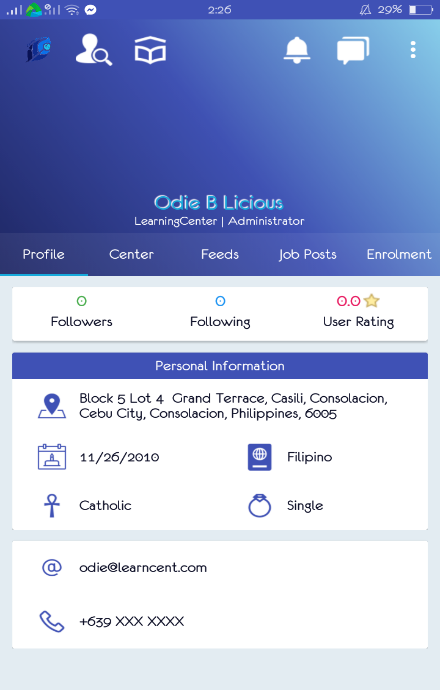 2:26
29%
Odie B Licious
LearningCenter | Administrator
Profile Center Feeds Job Posts Enrolment
0 0 0.0
Followers Following User Rating
Personal Information
Block 5 Lot 4 Grand Terrace, Casili, Consolacion,
Cebu City, Consolacion, Philippines, 6005
11/26/2010 Filipino
Catholic Single
odie@learncent.com
+639 XXX XXXX